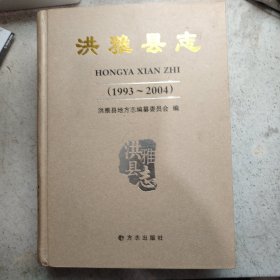 洪雅县志
HONGYA XIAN ZHI
(1993~2004)
洪雅县地方志编纂委员会 编
洪雅
县志
方志出版社